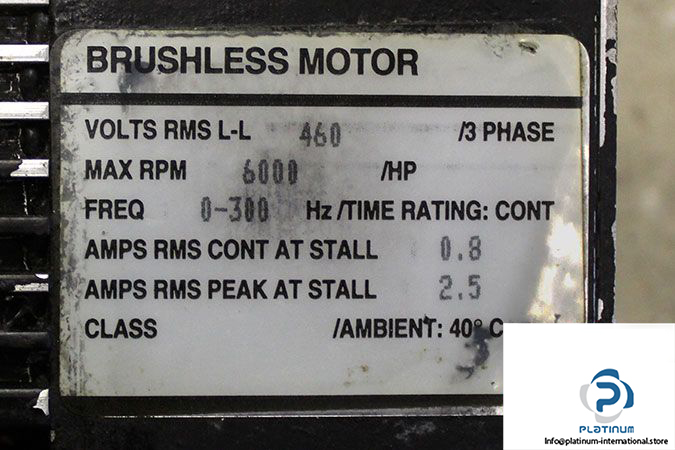 BRUSHLESS MOTOR
VOLTS RMS L-L 460 /3 PHASE
MAX RPM 6000 /HP
FREQ 0-300 Hz /TIME RATING: CONT
AMPS RMS CONT AT STALL 0.8
AMPS RMS PEAK AT STALL 2.5
CLASS /AMBIENT: 40° C
PLATINUM
Info@platinum-international.store